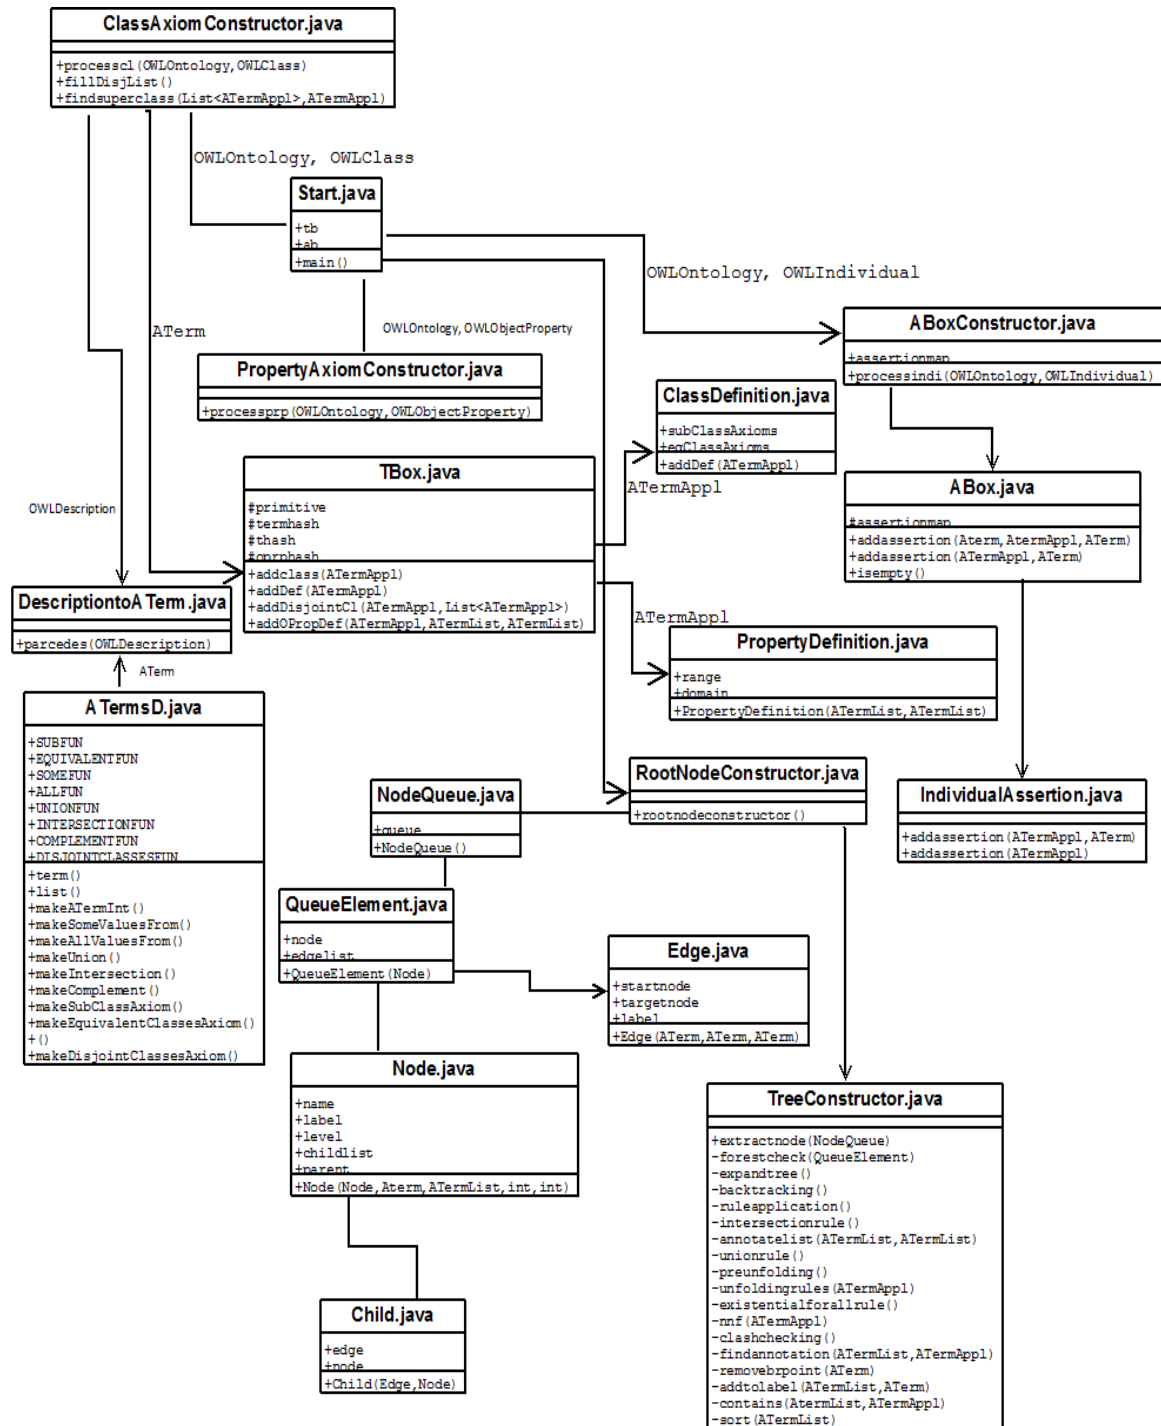 ClassAxiomConstructor.java
+processcl(OWLOntology,OWLClass)
+fillDisjList()
+findsuperclass(List<ATermAppl>,ATermAppl)
OWLOntology, OWLClass
Start.java
+tb
+ab
+main()
OWLOntology, OWLIndividual
ATerm
OWLOntology, OWLObjectProperty
ABoxConstructor.java
+assertionmap
+processindi(OWLOntology,OWLIndividual)
PropertyAxiomConstructor.java
+processprp(OWLOntology,OWLObjectProperty)
ClassDefinition.java
+subClassAxioms
+eqClassAxioms
+addDef(ATermAppl)
ATermAppl
TBox.java
#primitive
#termhash
#thash
#oprphash
+addclass(ATermAppl)
+addDef(ATermAppl)
+addDisjointCl(ATermAppl,List<ATermAppl>)
+addOPropDef(ATermAppl,ATermList,ATermList)
ABox.java
#assertionmap
+addassertion(Aterm,AtermAppl,ATerm)
+addassertion(ATermAppl,ATerm)
+isempty()
OWLDescription
DescriptiontoATerm.java
+parcedes(OWLDescription)
ATerm
ATermAppl
PropertyDefinition.java
+range
+domain
+PropertyDefinition(ATermList,ATermList)
ATermsD.java
+SUBFUN
+EQUIVALENTFUN
+SOMEFUN
+ALLFUN
+UNIONFUN
+INTERSECTIONFUN
+COMPLEMENTFUN
+DISJOINTCLASSESFUN
+term()
+list()
+makeATermInt()
+makeSomeValuesFrom()
+makeAllValuesFrom()
+makeUnion()
+makeIntersection()
+makeComplement()
+makeSubClassAxiom()
+makeEquivalentClassesAxiom()
+()
+makeDisjointClassesAxiom()
NodeQueue.java
+queue
+NodeQueue()
RootNodeConstructor.java
+rootnodeconstructor()
IndividualAssertion.java
+addassertion(ATermAppl,ATerm)
+addassertion(ATermAppl)
QueueElement.java
+node
+edgelist
+QueueElement(Node)
Edge.java
+startnode
+targetnode
+label
+Edge(ATerm,ATerm,ATerm)
Node.java
+name
+label
+level
+childlist
+parent
+Node(Node,Aterm,ATermList,int,int)
TreeConstructor.java
+extractnode(NodeQueue)
-forestcheck(QueueElement)
-expandtree()
-backtracking()
-ruleapplication()
-intersectionrule()
-annotatelist(ATermList,ATermList)
-unionrule()
-preunfolding()
-unfoldingrules(ATermAppl)
-existentialforallrule()
-nnf(ATermAppl)
-clashchecking()
-findannotation(ATermList,ATermAppl)
-removebrpoint(ATerm)
-addtolabel(ATermList,ATerm)
-contains(AtermList,ATermAppl)
-sort(ATermList)
Child.java
+edge
+node
+Child(Edge,Node)